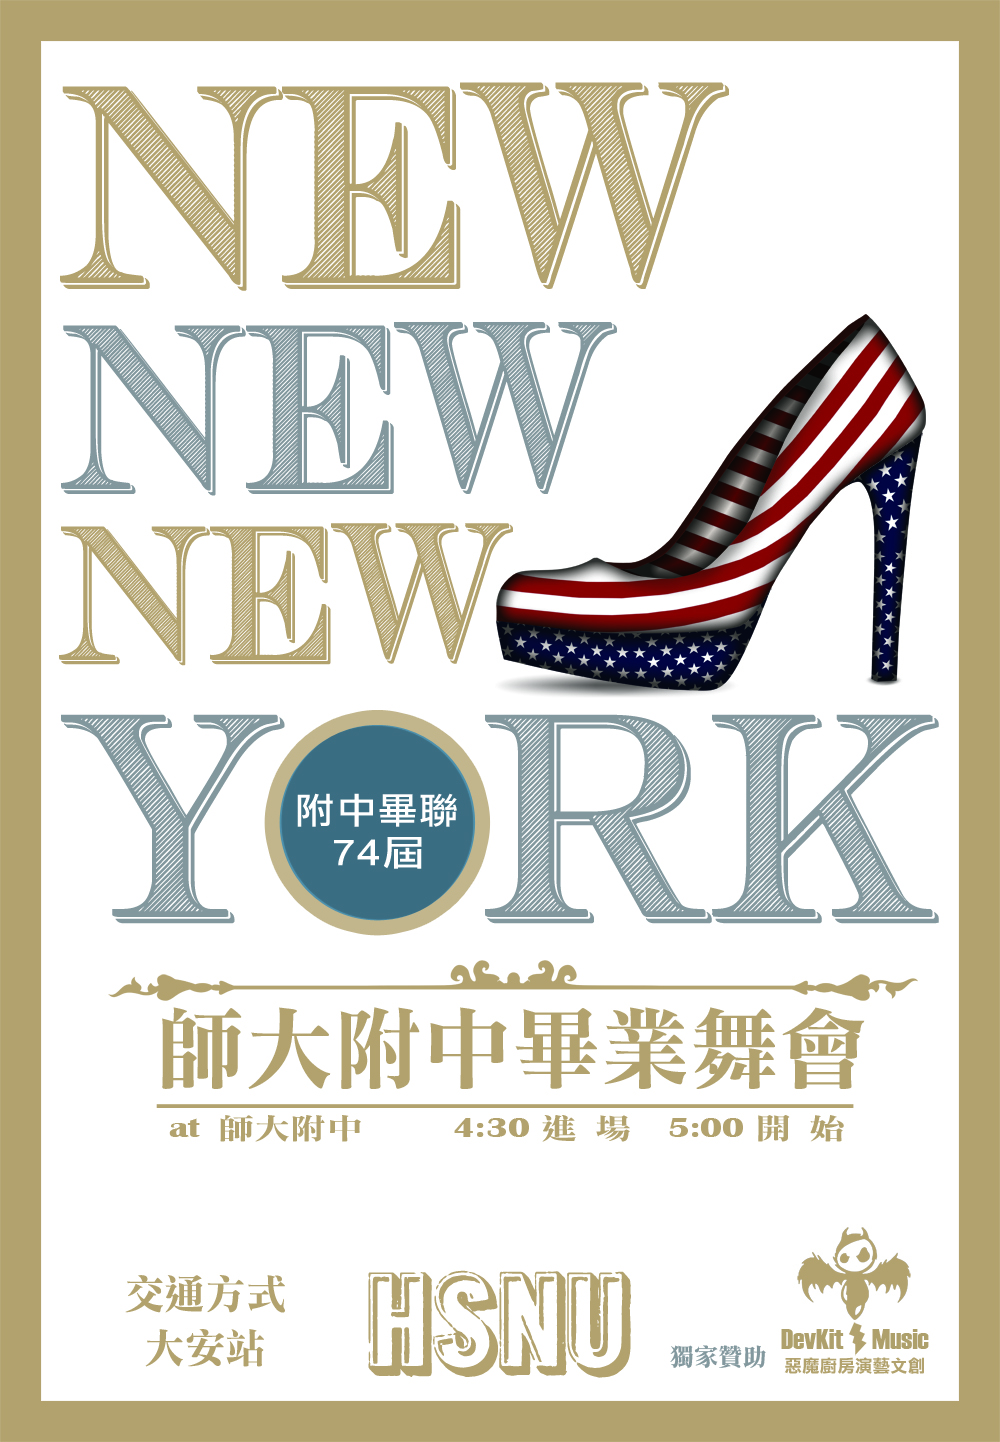 NEW
NEW
NEW
YORK
附中畢聯
74屆
師大附中畢業舞會
at 師大附中 4:30 進 場 5:00 開 始
交通方式
大安站
HSNU
獨家贊助
DevKit Music
惡魔廚房演藝文創